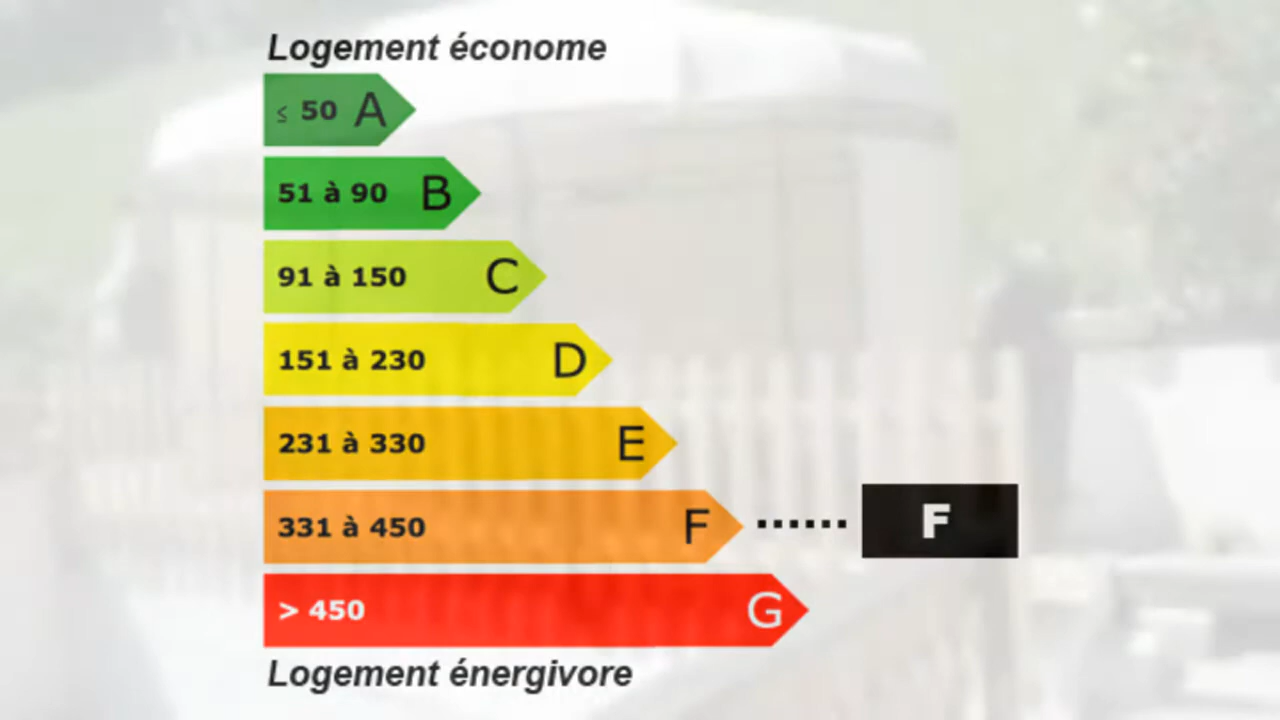 Logement économe
≤ 50 A
51 à 90 B
91 à 150 C
151 à 230 D
231 à 330 E
331 à 450 F F
> 450 G
Logement énergivore